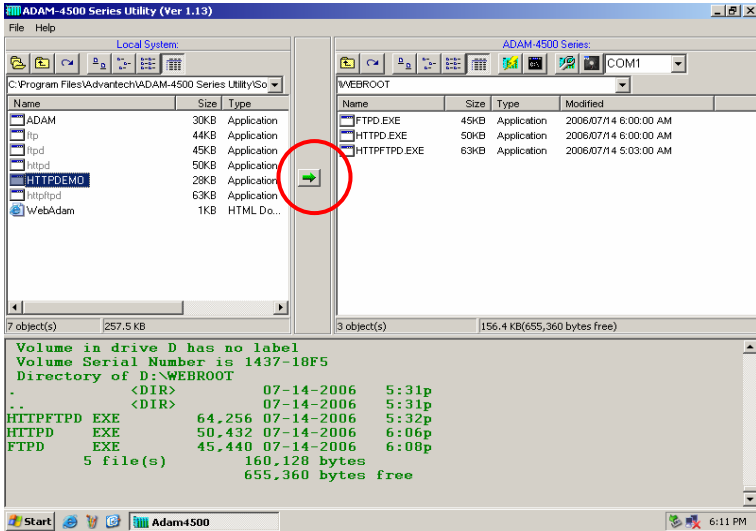 ADAM-4500 Series Utility (Ver 1.13)
File Help
Local System:
C:\Program Files\Advantech\ADAM-4500 Series Utility\So
Name Size Type
ADAM 30KB Application
ftp 44KB Application
ftpd 45KB Application
httpd 50KB Application
HTTPDEMO 28KB Application
httpftpd 63KB Application
WebAdam 1KB HTML Do...
7 object(s) 257.5 KB
ADAM-4500 Series:
COM1
\WEBROOT
Name Size Type Modified
FTPD.EXE 45KB Application 2006/07/14 6:00:00 AM
HTTPD.EXE 50KB Application 2006/07/14 6:00:00 AM
HTTPFTPD.EXE 63KB Application 2006/07/14 5:03:00 AM
3 object(s) 156.4 KB(655,360 bytes free)
Volume in drive D has no label
Volume Serial Number is 1437-18F5
Directory of D:\WEBROOT
. <DIR> 07-14-2006 5:31p
.. <DIR> 07-14-2006 5:31p
HTTPFTPD EXE 64,256 07-14-2006 5:32p
HTTPD EXE 50,432 07-14-2006 6:06p
FTPD EXE 45,440 07-14-2006 6:08p
5 file(s) 160,128 bytes
655,360 bytes free
Start Adam4500 6:11 PM